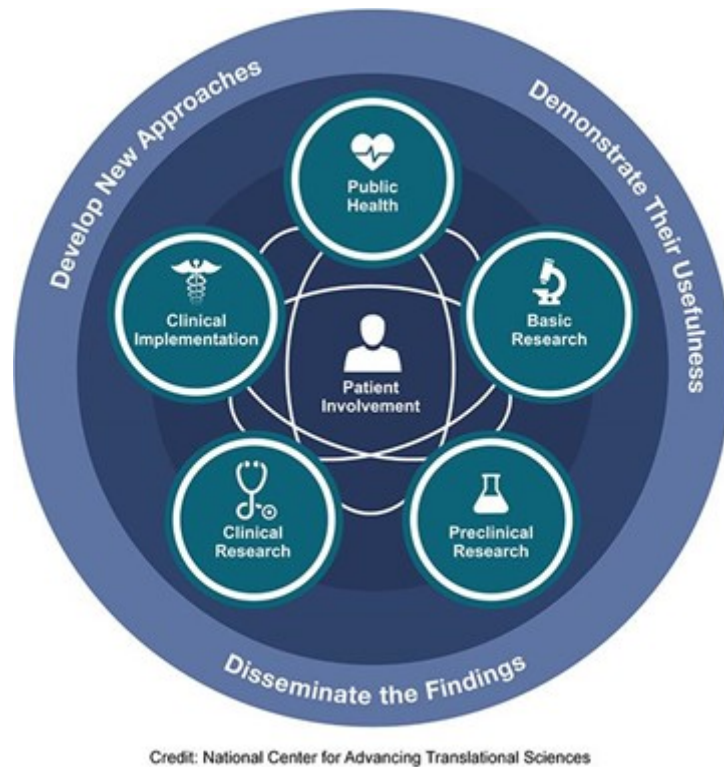 Develop New Approaches
Demonstrate Their Usefulness
Public
Health
Clinical
Implementation
Basic
Research
Patient
Involvement
Clinical
Research
Preclinical
Research
Disseminate the Findings
Credit: National Center for Advancing Translational Sciences